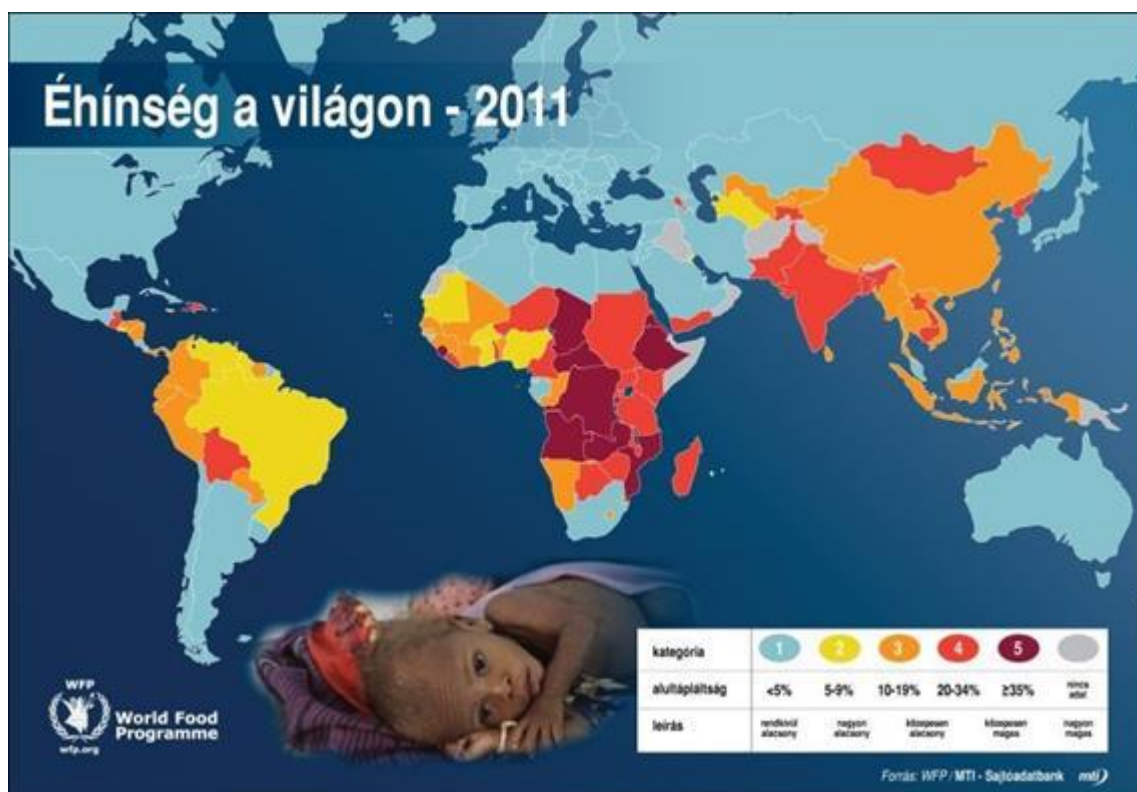 Éhínség a világon - 2011
kategória 1 2 3 4 5
alultápláltság <5% 5-9% 10-19% 20-34% ≥35% nincs adat
leírás rendkívül alacsony nagyon alacsony közepesen alacsony közepesen magas nagyon magas
WFP
World Food
Programme
wfp.org
Forrás: WFP / MTI - Sajtóadatbank mti